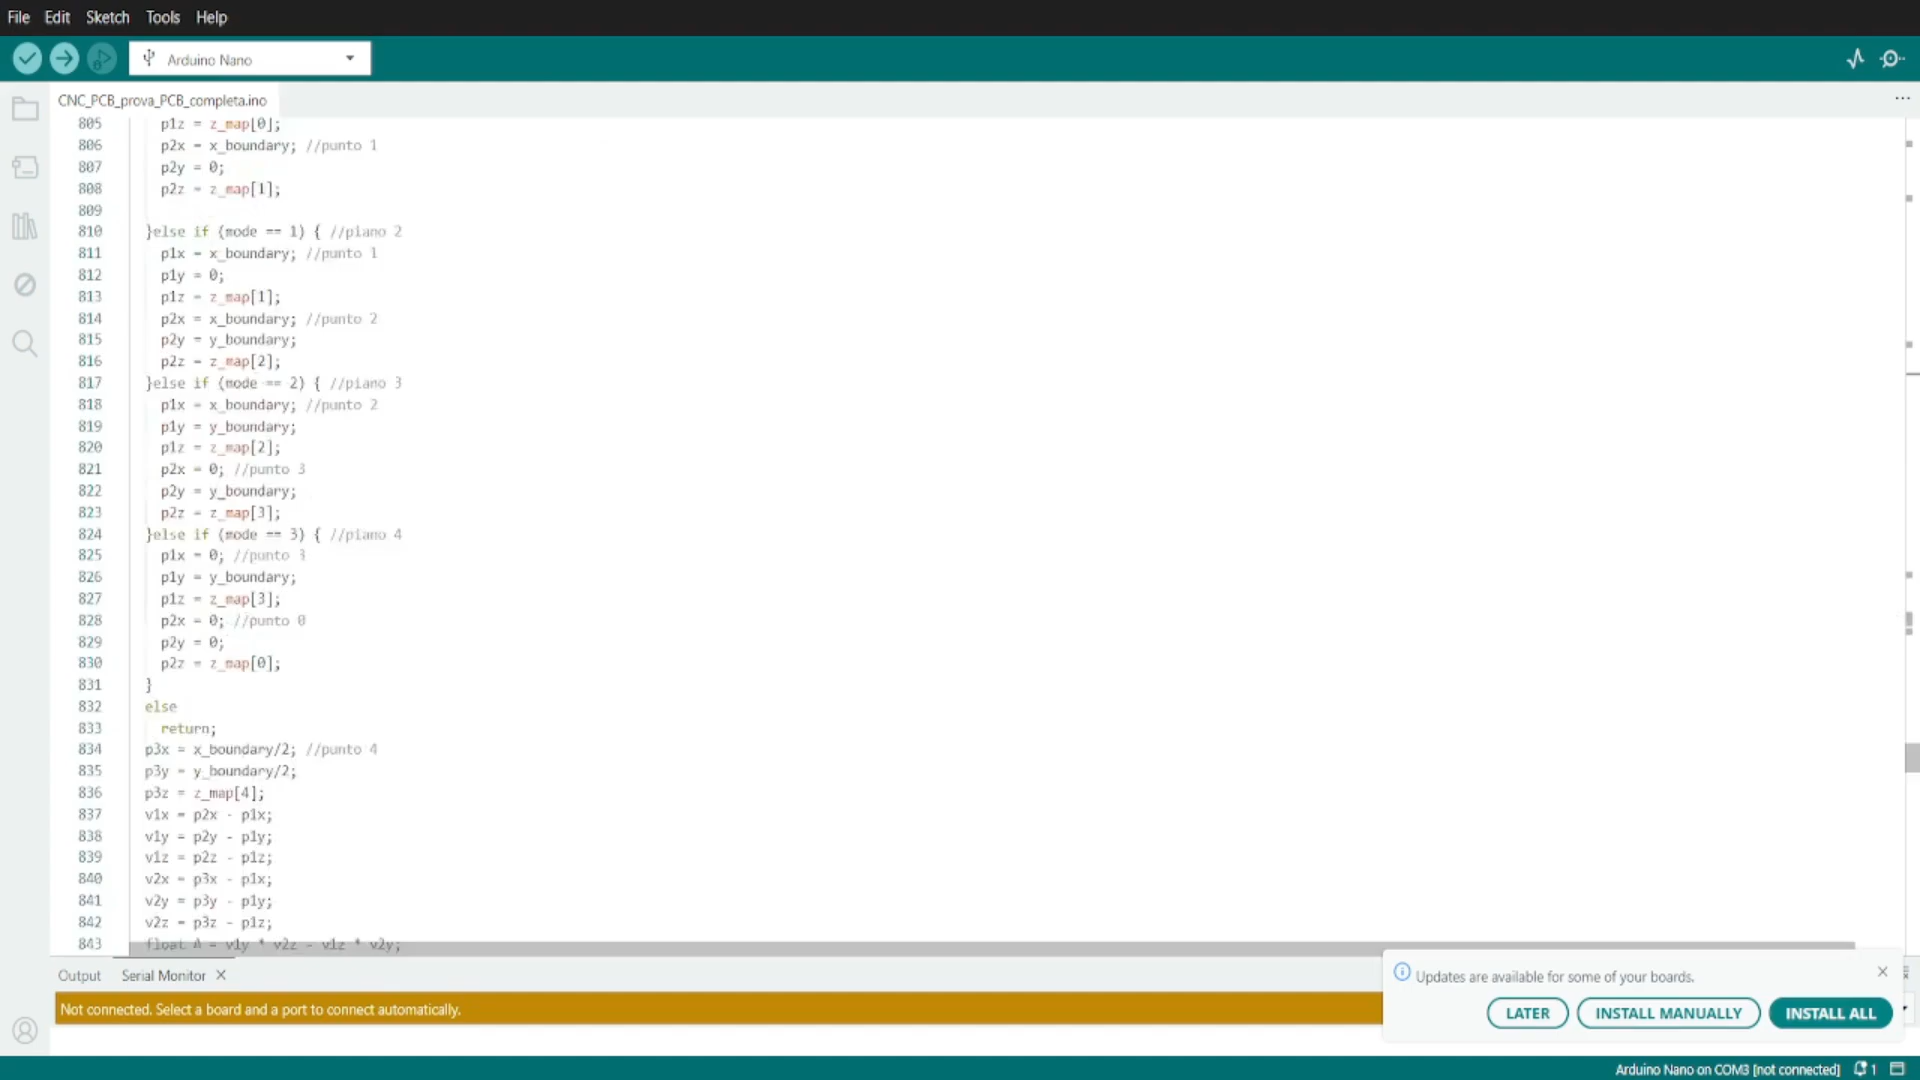 File Edit Sketch Tools Help
Arduino Nano
CNC_PCB_prova_PCB_completa.ino
805 p1z = z_map[0];
806 p2x = x_boundary; //punto 1
807 p2y = 0;
808 p2z = z_map[1];
809
810 }else if (mode == 1) { //piano 2
811 p1x = x_boundary; //punto 1
812 p1y = 0;
813 p1z = z_map[1];
814 p2x = x_boundary; //punto 2
815 p2y = y_boundary;
816 p2z = z_map[2];
817 }else if (mode == 2) { //piano 3
818 p1x = x_boundary; //punto 2
819 p1y = y_boundary;
820 p1z = z_map[2];
821 p2x = 0; //punto 3
822 p2y = y_boundary;
823 p2z = z_map[3];
824 }else if (mode == 3) { //piano 4
825 p1x = 0; //punto 3
826 p1y = y_boundary;
827 p1z = z_map[3];
828 p2x = 0; //punto 0
829 p2y = 0;
830 p2z = z_map[0];
831 }
832 else
833 return;
834 p3x = x_boundary/2; //punto 4
835 p3y = y_boundary/2;
836 p3z = z_map[4];
837 v1x = p2x - p1x;
838 v1y = p2y - p1y;
839 v1z = p2z - p1z;
840 v2x = p3x - p1x;
841 v2y = p3y - p1y;
842 v2z = p3z - p1z;
843 float A = v1y * v2z - v1z * v2y;
Output Serial Monitor
Not connected. Select a board and a port to connect automatically.
Updates are available for some of your boards.
LATER INSTALL MANUALLY INSTALL ALL
Arduino Nano on COM3 [not connected] 1